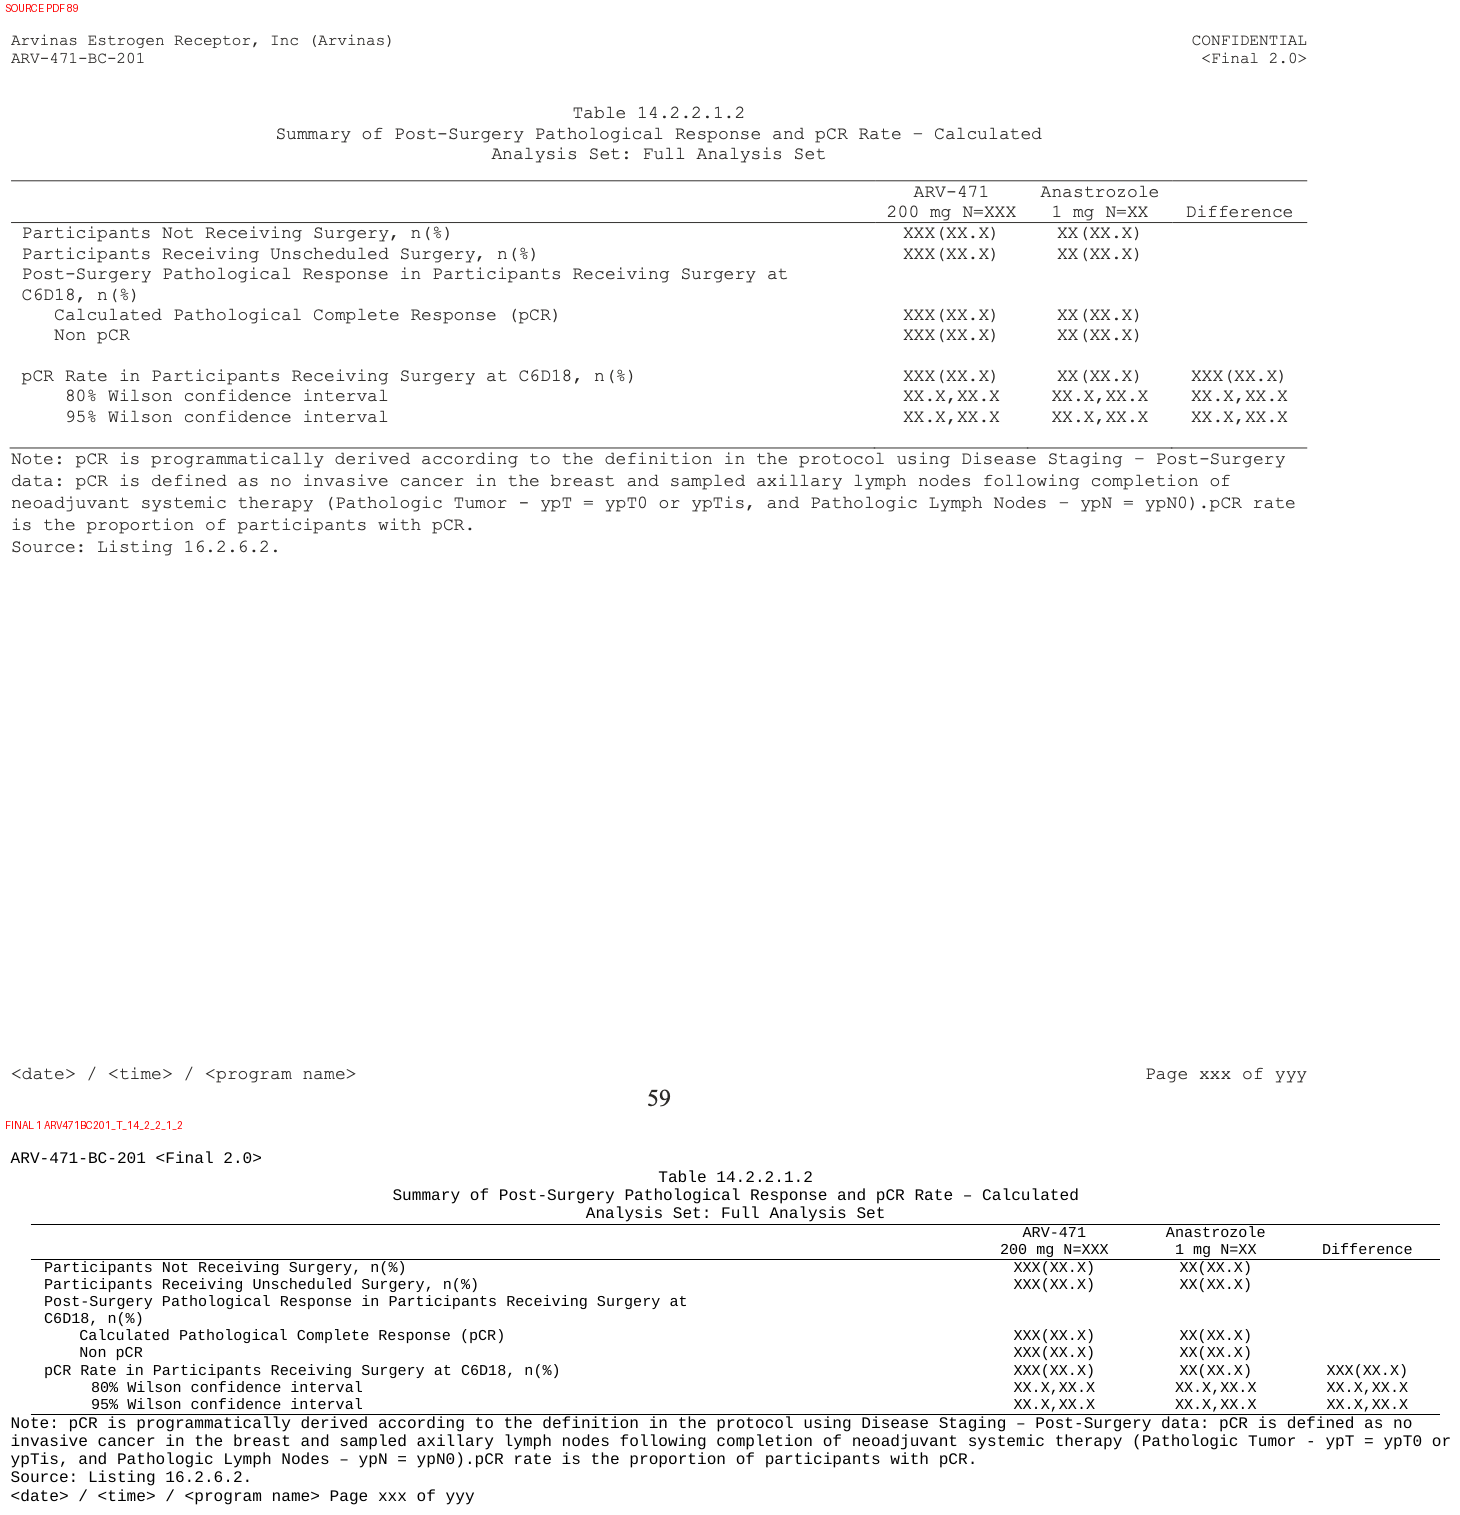 SOURCE PDF 89
Arvinas Estrogen Receptor, Inc (Arvinas) CONFIDENTIAL
ARV-471-BC-201 <Final 2.0>
Table 14.2.2.1.2
Summary of Post-Surgery Pathological Response and pCR Rate – Calculated
Analysis Set: Full Analysis Set
ARV-471 Anastrozole
200 mg N=XXX 1 mg N=XX Difference
Participants Not Receiving Surgery, n(%) XXX(XX.X) XX(XX.X)
Participants Receiving Unscheduled Surgery, n(%) XXX(XX.X) XX(XX.X)
Post-Surgery Pathological Response in Participants Receiving Surgery at
C6D18, n(%)
Calculated Pathological Complete Response (pCR) XXX(XX.X) XX(XX.X)
Non pCR XXX(XX.X) XX(XX.X)
pCR Rate in Participants Receiving Surgery at C6D18, n(%) XXX(XX.X) XX(XX.X) XXX(XX.X)
80% Wilson confidence interval XX.X,XX.X XX.X,XX.X XX.X,XX.X
95% Wilson confidence interval XX.X,XX.X XX.X,XX.X XX.X,XX.X
Note: pCR is programmatically derived according to the definition in the protocol using Disease Staging – Post-Surgery
data: pCR is defined as no invasive cancer in the breast and sampled axillary lymph nodes following completion of
neoadjuvant systemic therapy (Pathologic Tumor - ypT = ypT0 or ypTis, and Pathologic Lymph Nodes – ypN = ypN0).pCR rate
is the proportion of participants with pCR.
Source: Listing 16.2.6.2.
<date> / <time> / <program name> Page xxx of yyy
59
FINAL 1 ARV471BC201_T_14_2_2_1_2
ARV-471-BC-201 <Final 2.0>
Table 14.2.2.1.2
Summary of Post-Surgery Pathological Response and pCR Rate – Calculated
Analysis Set: Full Analysis Set
ARV-471 Anastrozole
200 mg N=XXX 1 mg N=XX Difference
Participants Not Receiving Surgery, n(%) XXX(XX.X) XX(XX.X)
Participants Receiving Unscheduled Surgery, n(%) XXX(XX.X) XX(XX.X)
Post-Surgery Pathological Response in Participants Receiving Surgery at
C6D18, n(%)
Calculated Pathological Complete Response (pCR) XXX(XX.X) XX(XX.X)
Non pCR XXX(XX.X) XX(XX.X)
pCR Rate in Participants Receiving Surgery at C6D18, n(%) XXX(XX.X) XX(XX.X) XXX(XX.X)
80% Wilson confidence interval XX.X,XX.X XX.X,XX.X XX.X,XX.X
95% Wilson confidence interval XX.X,XX.X XX.X,XX.X XX.X,XX.X
Note: pCR is programmatically derived according to the definition in the protocol using Disease Staging – Post-Surgery data: pCR is defined as no
invasive cancer in the breast and sampled axillary lymph nodes following completion of neoadjuvant systemic therapy (Pathologic Tumor - ypT = ypT0 or
ypTis, and Pathologic Lymph Nodes – ypN = ypN0).pCR rate is the proportion of participants with pCR.
Source: Listing 16.2.6.2.
<date> / <time> / <program name> Page xxx of yyy